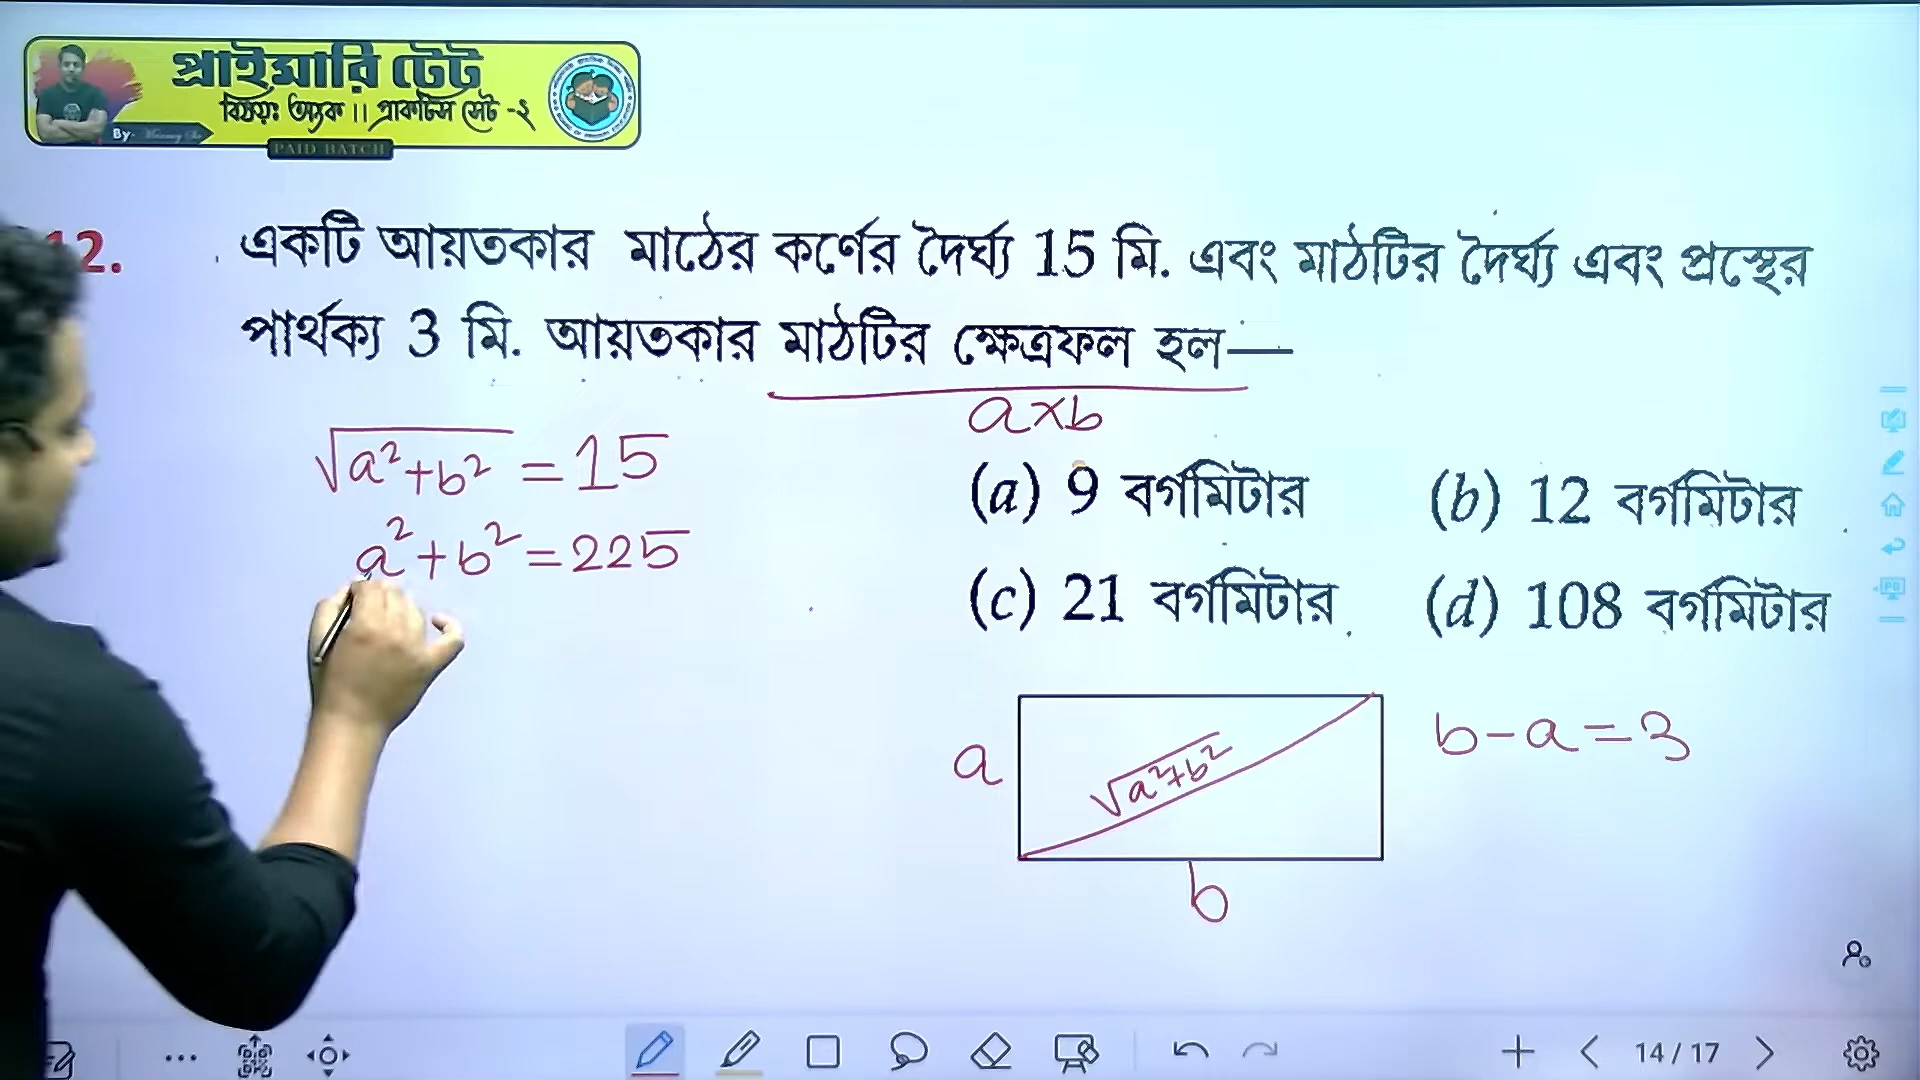 প্রাইমারি টেট
বিষয়ঃ অঙ্ক ।। প্রাকটিস সেট -২
By-
PAID BATCH
12. একটি আয়তকার মাঠের কর্ণের দৈর্ঘ্য 15 মি. এবং মাঠটির দৈর্ঘ্য এবং প্রস্থের
পার্থক্য 3 মি. আয়তকার মাঠটির ক্ষেত্রফল হল—
a×b
√a²+b² = 15
a²+b² = 225
(a) 9 বর্গমিটার (b) 12 বর্গমিটার
(c) 21 বর্গমিটার (d) 108 বর্গমিটার
a
√a²+b²
b
b-a=3
14/17